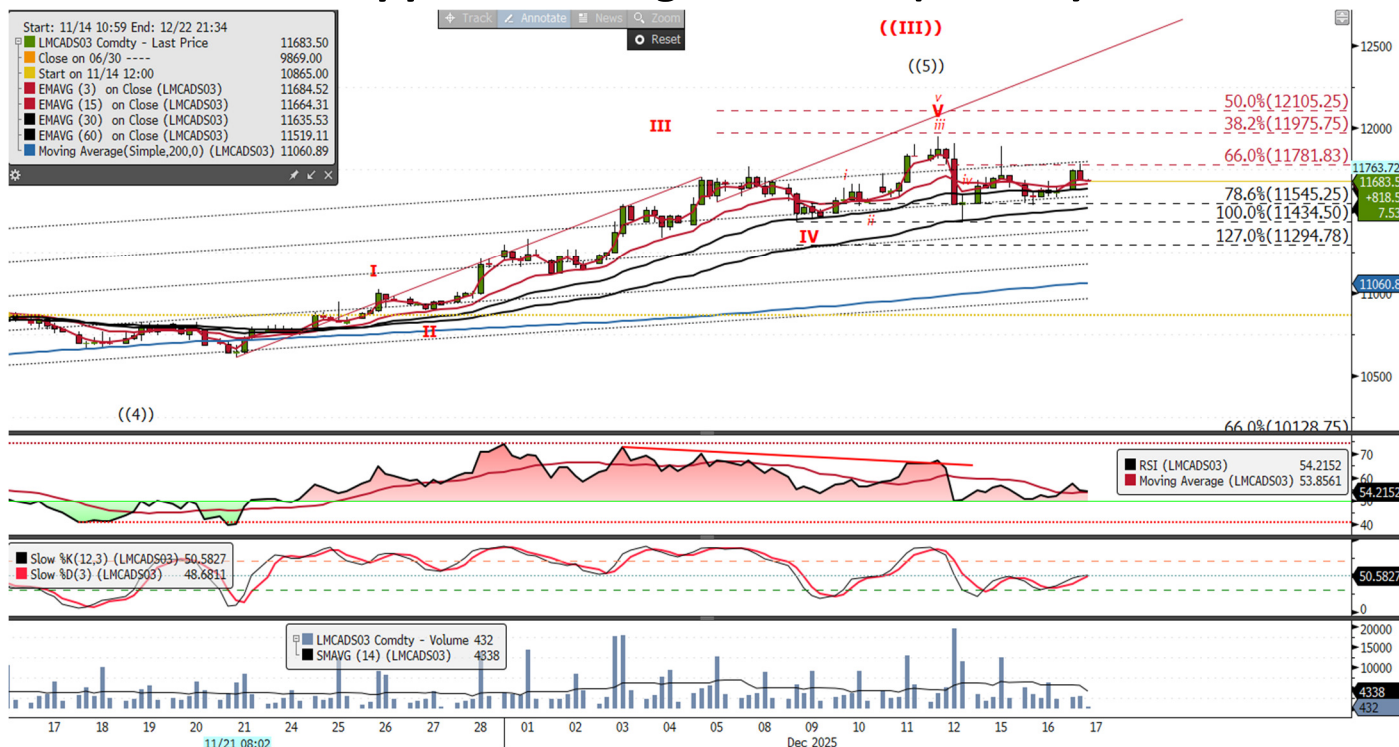 Track Annotate News Zoom
Reset
Start: 11/14 10:59 End: 12/22 21:34
LMCADS03 Comdty - Last Price 11683.50
Close on 06/30 ---- 9869.00
Start on 11/14 12:00 10865.00
EMAVG (3) on Close (LMCADS03) 11684.52
EMAVG (15) on Close (LMCADS03) 11664.31
EMAVG (30) on Close (LMCADS03) 11635.53
EMAVG (60) on Close (LMCADS03) 11519.11
Moving Average(Simple,200,0) (LMCADS03) 11060.89
((III))
((5))
v
V
iii
III
i
iv
ii
IV
I
II
((4))
50.0%(12105.25)
38.2%(11975.75)
66.0%(11781.83)
78.6%(11545.25)
100.0%(11434.50)
127.0%(11294.78)
66.0%(10128.75)
12500
12000
11763.72
11683.5
+818.5
7.53
11060.8
11000
10500
RSI (LMCADS03) 54.2152
Moving Average (LMCADS03) 53.8561
70
60
54.2152
50
40
Slow %K(12,3) (LMCADS03) 50.5827
Slow %D(3) (LMCADS03) 48.6811
50.5827
0
LMCADS03 Comdty - Volume 432
SMAVG (14) (LMCADS03) 4338
20000
15000
10000
4338
432
17 18 19 20 21 24 25 26 27 28 01 02 03 04 05 08 09 10 11 12 15 16 17
11/21 08:02
Dec 2025